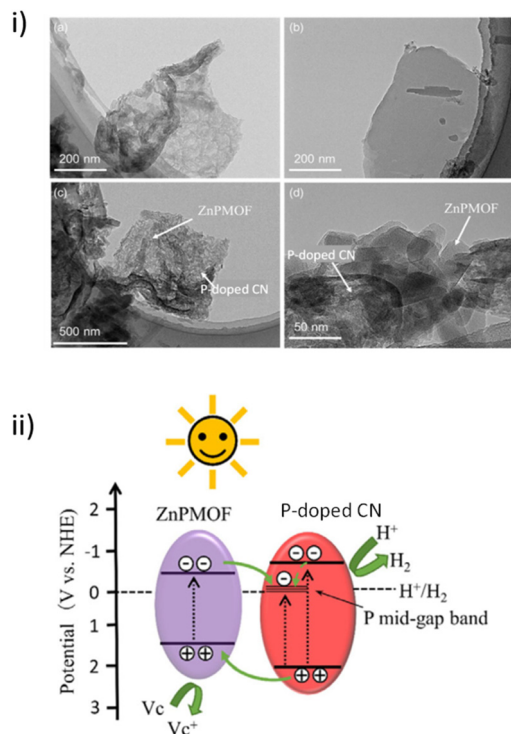 i)
(a)
200 nm
(b)
200 nm
(c)
ZnPMOF
P-doped CN
500 nm
(d)
ZnPMOF
P-doped CN
50 nm
ii)
ZnPMOF
P-doped CN
Potential (V vs. NHE)
2
-1
0
1
2
3
H⁺
H₂
H⁺/H₂
P mid-gap band
Vc
Vc⁺